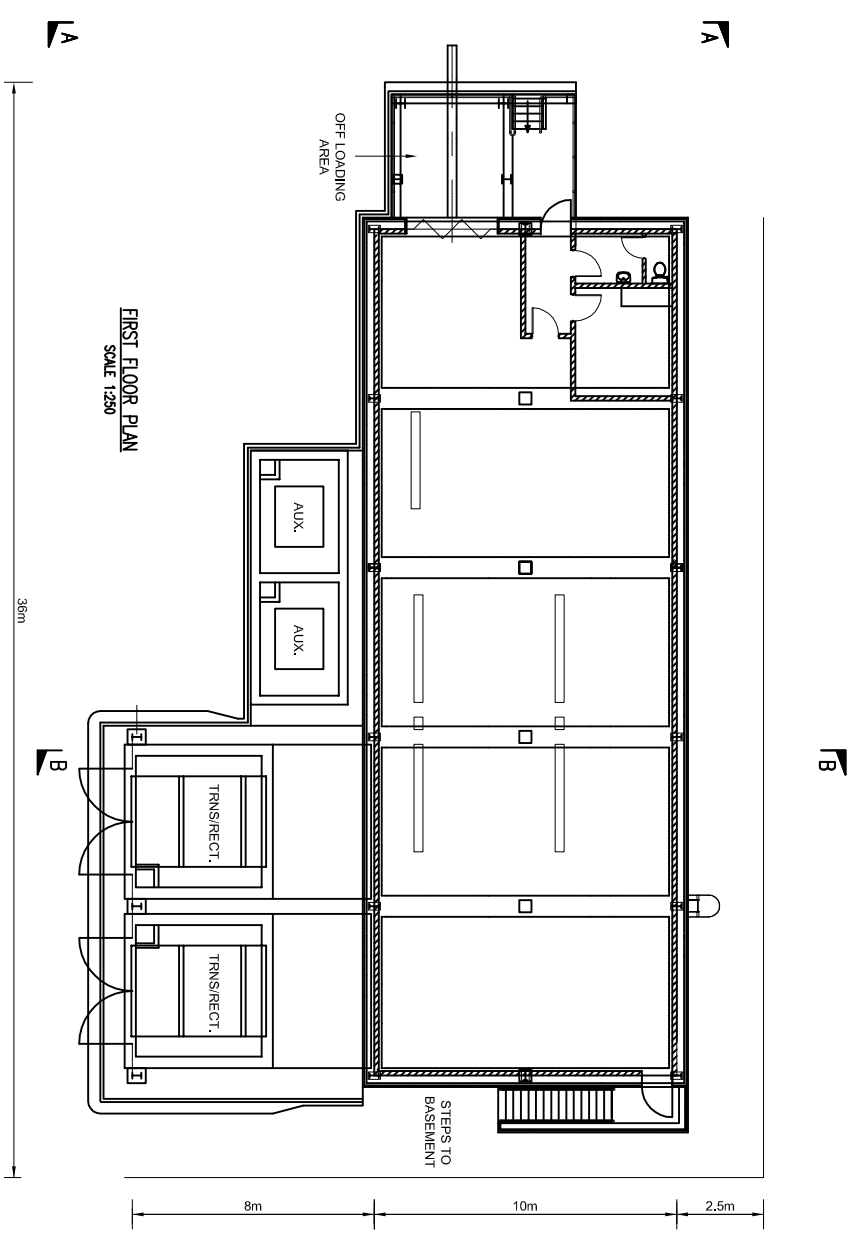 A
A
OFF LOADING
AREA
FIRST FLOOR PLAN
SCALE 1:250
AUX.
AUX.
36m
B
B
TRNS/RECT.
TRNS/RECT.
STEPS TO
BASEMENT
8m
10m
2.5m